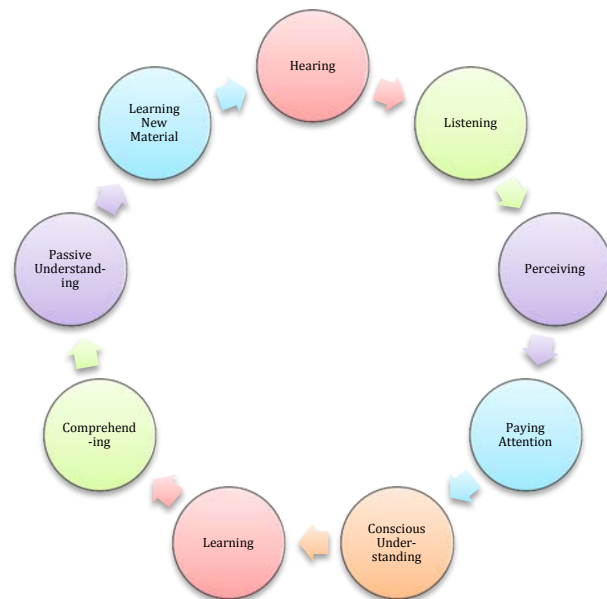 Hearing
Listening
Perceiving
Paying
Attention
Conscious
Under-
standing
Learning
Comprehend
-ing
Passive
Understand-
ing
Learning
New
Material